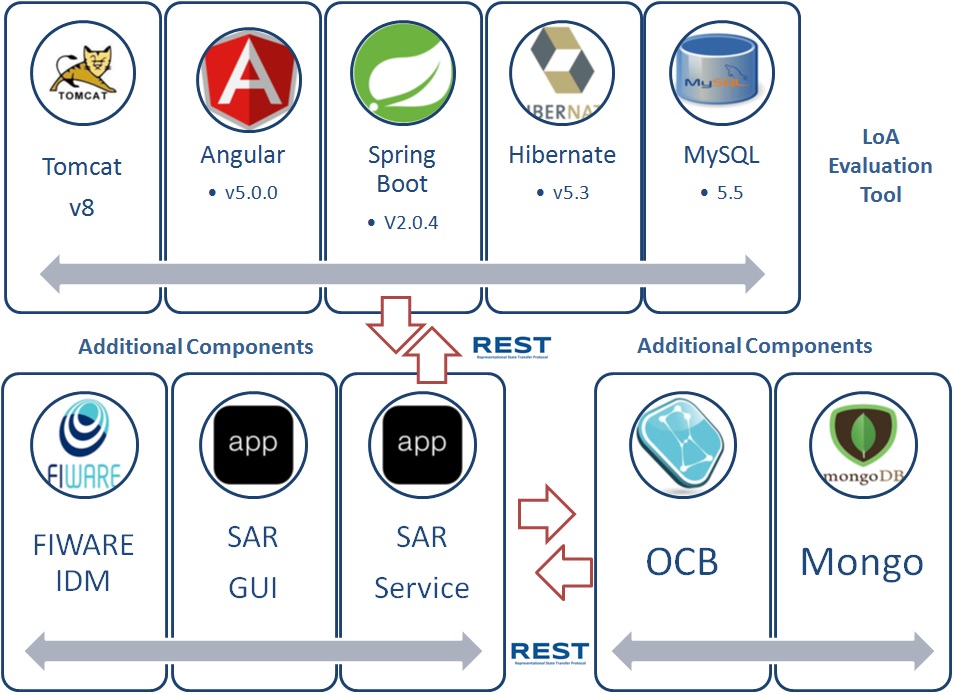 TOMCAT
Tomcat
v8
Angular
• v5.0.0
Spring
Boot
• V2.0.4
IBERNAT
Hibernate
• v5.3
MySQL
MySQL
• 5.5
LoA
Evaluation
Tool
REST
Representational State Transfer Protocol
Additional Components
Additional Components
FIWARE
FIWARE
IDM
app
SAR
GUI
app
SAR
Service
OCB
mongoDB
Mongo
REST
Representational State Transfer Protocol